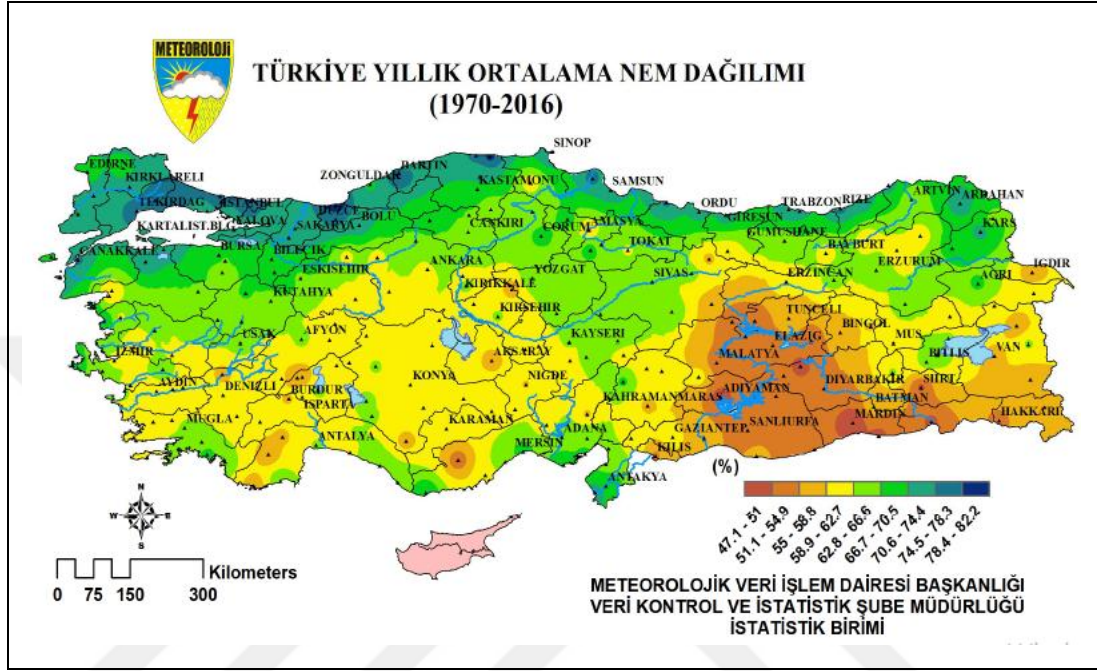 METEOROLOJİ
TÜRKİYE YILLIK ORTALAMA NEM DAĞILIMI
(1970-2016)
SINOP
EDIRNE
KIRKLARELI
BARTIN
ZONGULDAK
KASTAMONU
SAMSUN
ARTVIN
ARDAHAN
TEKIRDAG
ISTANBUL
DUZCE
BOLU
ORDU
TRABZON
RIZE
KARTALIST.BLG
YALOVA
SAKARYA
CANKIRI
CORUM
AMASYA
GIRESUN
KARS
CANAKKALE
BURSA
BILECIK
TOKAT
GUMUSHANE
BAYBURT
ESKISEHIR
ANKARA
YOZGAT
SIVAS
ERZINCAN
ERZURUM
IGDIR
AGRI
KUTAHYA
KIRIKKALE
KIRSEHIR
TUNCELI
USAK
AFYON
KAYSERI
ELAZIG
BINGOL
MUS
IZMIR
AKSARAY
MALATYA
BITLIS
VAN
AYDIN
DENIZLI
BURDUR
ISPARTA
KONYA
NIGDE
KAHRAMANMARAS
ADIYAMAN
DIYARBAKIR
BATMAN
SIIRT
MUGLA
KARAMAN
ADANA
GAZIANTEP
SANLIURFA
MARDIN
HAKKARI
ANTALYA
MERSIN
KILIS
ANTAKYA
(%)
47.1 - 51
51.1 - 54.9
55 - 58.8
58.9 - 62.7
62.8 - 66.6
66.7 - 70.5
70.6 - 74.4
74.5 - 78.3
78.4 - 82.2
N
W E
S
Kilometers
0 75 150 300
METEOROLOJİK VERİ İŞLEM DAİRESİ BAŞKANLIĞI
VERİ KONTROL VE İSTATİSTİK ŞUBE MÜDÜRLÜĞÜ
İSTATİSTİK BİRİMİ